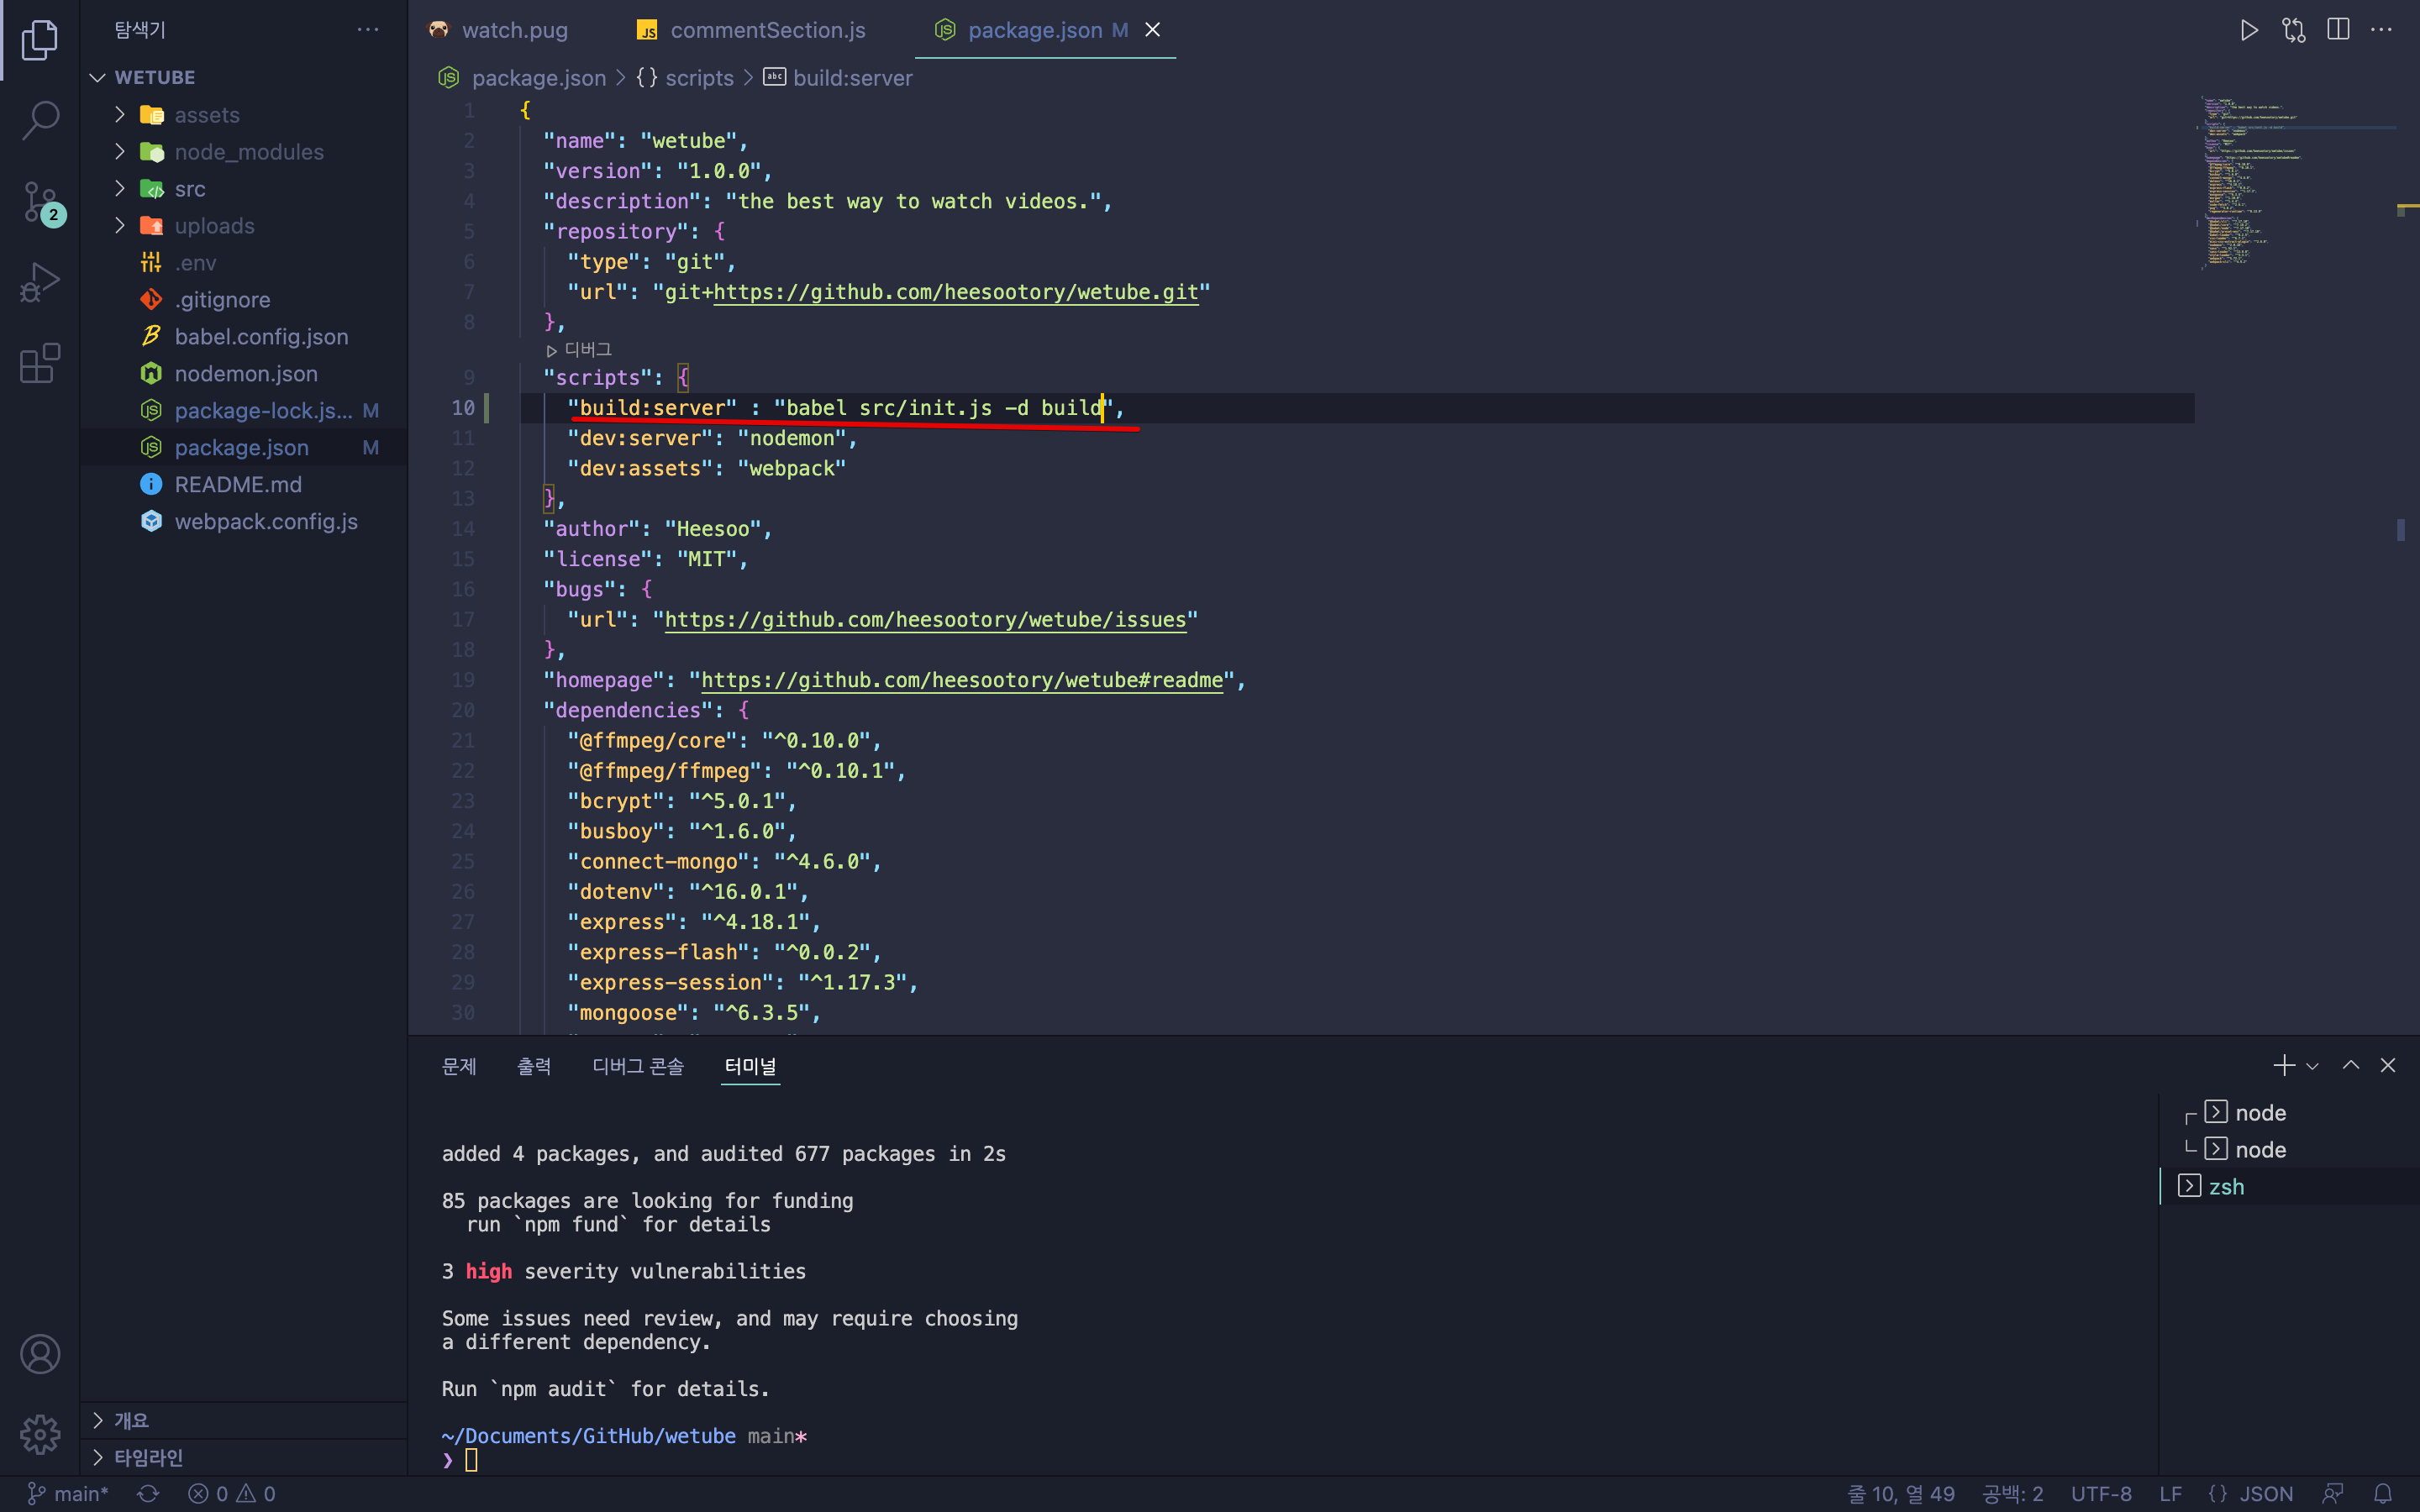 탐색기 ···
WETUBE
assets
node_modules
src
uploads
.env
.gitignore
babel.config.json
nodemon.json
package-lock.js... M
package.json M
README.md
webpack.config.js
개요
타임라인
2
watch.pug
JS commentSection.js
package.json M
package.json > {} scripts > abc build:server
1 {
2 "name": "wetube",
3 "version": "1.0.0",
4 "description": "the best way to watch videos.",
5 "repository": {
6 "type": "git",
7 "url": "git+https://github.com/heesootory/wetube.git"
8 },
디버그
9 "scripts": {
10 "build:server" : "babel src/init.js -d build",
11 "dev:server": "nodemon",
12 "dev:assets": "webpack"
13 },
14 "author": "Heesoo",
15 "license": "MIT",
16 "bugs": {
17 "url": "https://github.com/heesootory/wetube/issues"
18 },
19 "homepage": "https://github.com/heesootory/wetube#readme",
20 "dependencies": {
21 "@ffmpeg/core": "^0.10.0",
22 "@ffmpeg/ffmpeg": "^0.10.1",
23 "bcrypt": "^5.0.1",
24 "busboy": "^1.6.0",
25 "connect-mongo": "^4.6.0",
26 "dotenv": "^16.0.1",
27 "express": "^4.18.1",
28 "express-flash": "^0.0.2",
29 "express-session": "^1.17.3",
30 "mongoose": "^6.3.5",
문제 출력 디버그 콘솔 터미널
added 4 packages, and audited 677 packages in 2s
85 packages are looking for funding
run `npm fund` for details
3 high severity vulnerabilities
Some issues need review, and may require choosing
a different dependency.
Run `npm audit` for details.
~/Documents/GitHub/wetube main*
❯
node
node
zsh
main* 0 0
줄 10, 열 49 공백: 2 UTF-8 LF {} JSON